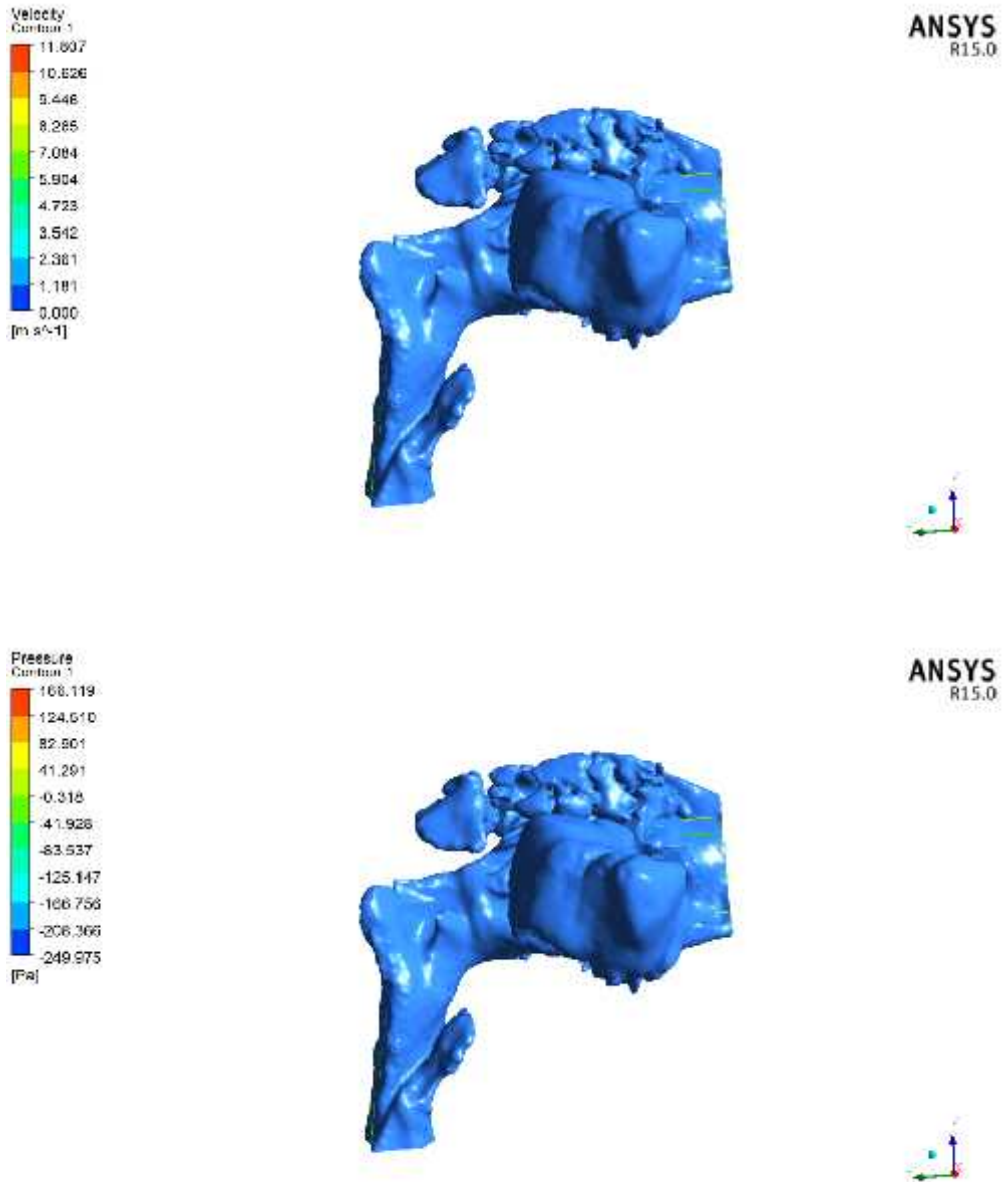 Velocity
Contour 1
ANSYS
R15.0
11.807
10.626
9.446
8.265
7.084
5.904
4.723
3.542
2.361
1.181
0.000
[m s^-1]
Pressure
Contour 1
ANSYS
R15.0
166.119
124.510
82.901
41.291
-0.318
-41.928
-83.537
-125.147
-166.756
-208.366
-249.975
[Pa]